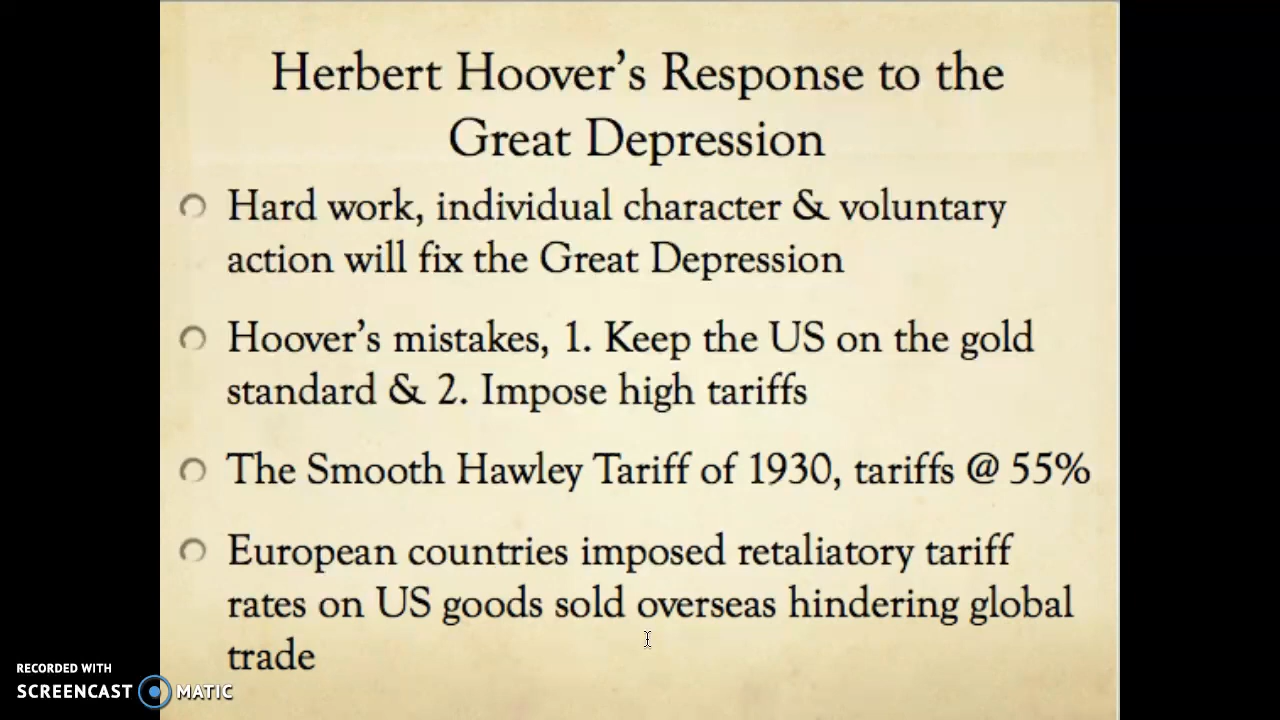 Herbert Hoover's Response to the
Great Depression
Hard work, individual character & voluntary
action will fix the Great Depression
Hoover's mistakes, 1. Keep the US on the gold
standard & 2. Impose high tariffs
The Smooth Hawley Tariff of 1930, tariffs @ 55%
European countries imposed retaliatory tariff
rates on US goods sold overseas hindering global
trade
RECORDED WITH
SCREENCAST MATIC